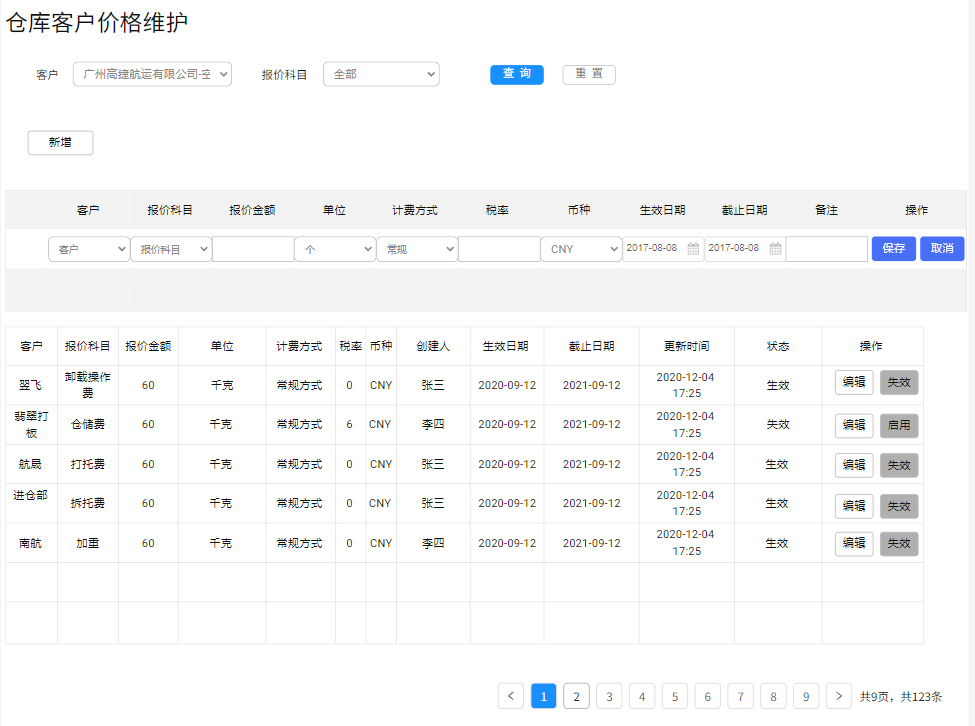 仓库客户价格维护
客户 广州高捷航运有限公司-空 报价科目 全部 查 询 重 置
新增
客户 报价科目 报价金额 单位 计费方式 税率 币种 生效日期 截止日期 备注 操作
客户 报价科目 个 常规 CNY 2017-08-08 2017-08-08 保存 取消
客户 报价科目 报价金额 单位 计费方式 税率 币种 创建人 生效日期 截止日期 更新时间 状态 操作
翌飞 卸载操作费 60 千克 常规方式 0 CNY 张三 2020-09-12 2021-09-12 2020-12-04 17:25 生效 编辑 失效
翡翠打板 仓储费 60 千克 常规方式 6 CNY 李四 2020-09-12 2021-09-12 2020-12-04 17:25 失效 编辑 启用
航局 打托费 60 千克 常规方式 0 CNY 张三 2020-09-12 2021-09-12 2020-12-04 17:25 生效 编辑 失效
进仓部 拆托费 60 千克 常规方式 0 CNY 张三 2020-09-12 2021-09-12 2020-12-04 17:25 生效 编辑 失效
南航 加重 60 千克 常规方式 0 CNY 李四 2020-09-12 2021-09-12 2020-12-04 17:25 生效 编辑 失效
< 1 2 3 4 5 6 7 8 9 > 共9页，共123条